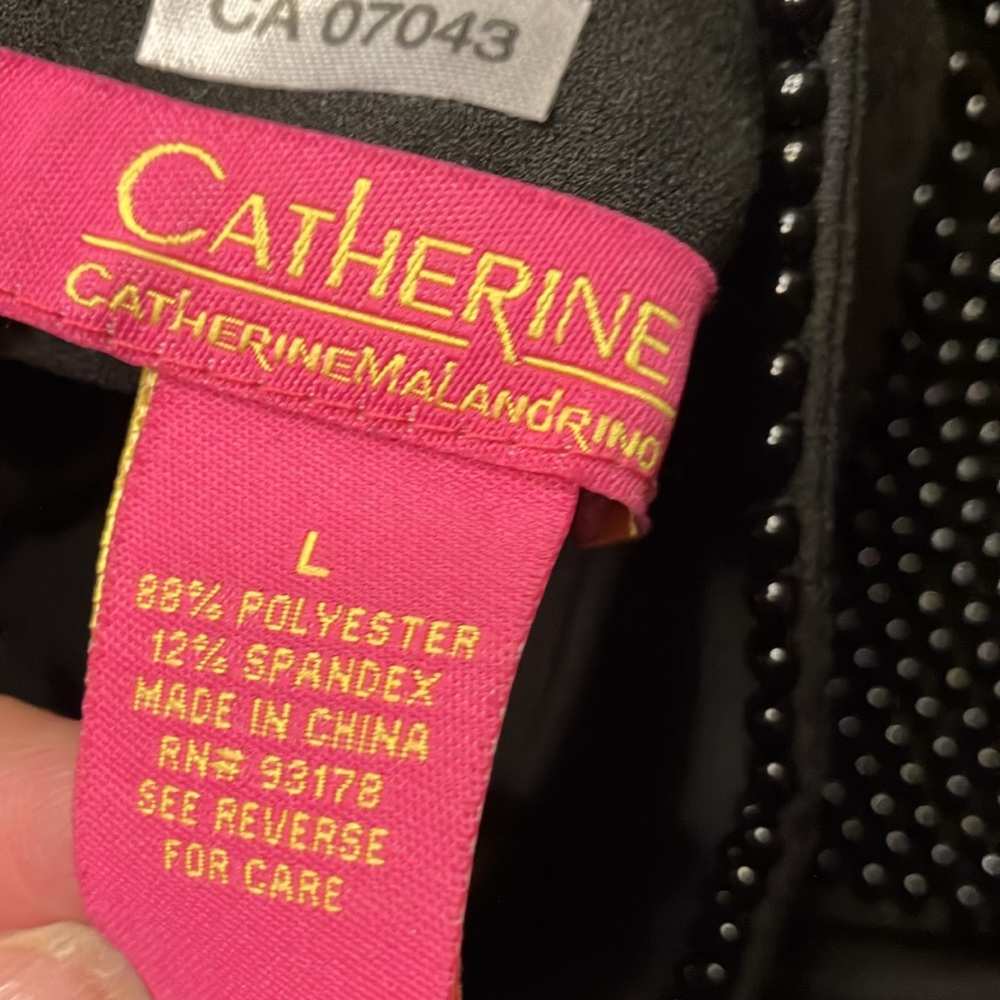 CA 07043
CATHERINE
CATHERINEMALANDRINO
L
88% POLYESTER
12% SPANDEX
MADE IN CHINA
RN# 93178
SEE REVERSE
FOR CARE